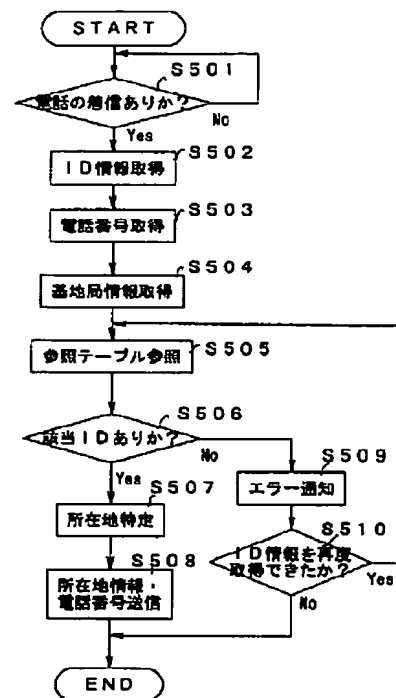 START
S501
電話の着信ありか？
No
Yes
S502
ID情報取得
S503
電話番号取得
S504
基地局情報取得
S505
参照テーブル参照
S506
該当IDありか？
No
Yes
S507
所在地特定
S508
所在地情報・
電話番号送信
S509
エラー通知
S510
ID情報を再度
取得できたか？
Yes
No
END